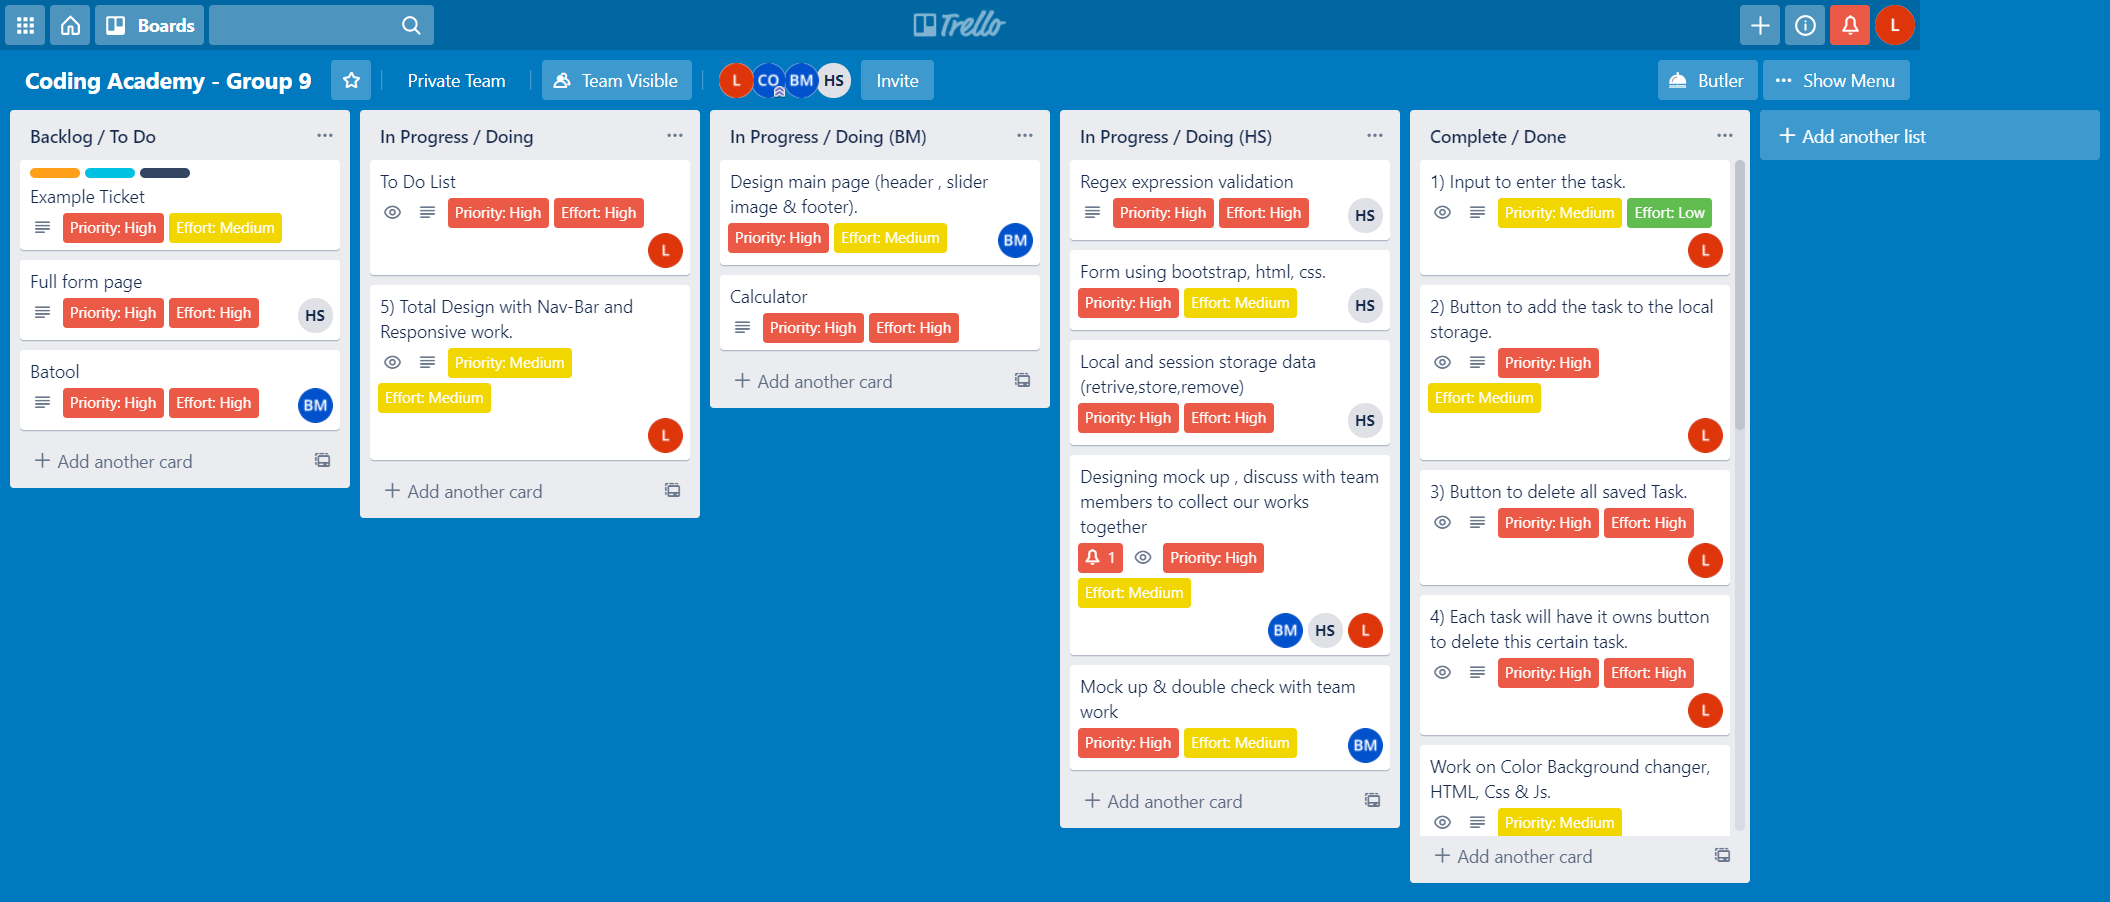 Boards
Trello
L
Coding Academy - Group 9
Private Team
Team Visible
L CO BM HS
Invite
Butler
Show Menu
Backlog / To Do
Example Ticket
Priority: High Effort: Medium
Full form page
Priority: High Effort: High
HS
Batool
Priority: High Effort: High
BM
+ Add another card
In Progress / Doing
To Do List
Priority: High Effort: High
L
5) Total Design with Nav-Bar and
Responsive work.
Priority: Medium
Effort: Medium
L
+ Add another card
In Progress / Doing (BM)
Design main page (header , slider
image & footer).
Priority: High Effort: Medium
BM
Calculator
Priority: High Effort: High
+ Add another card
In Progress / Doing (HS)
Regex expression validation
Priority: High Effort: High
HS
Form using bootstrap, html, css.
Priority: High Effort: Medium
HS
Local and session storage data
(retrive,store,remove)
Priority: High Effort: High
HS
Designing mock up , discuss with team
members to collect our works
together
1 Priority: High
Effort: Medium
BM HS L
Mock up & double check with team
work
Priority: High Effort: Medium
BM
+ Add another card
Complete / Done
1) Input to enter the task.
Priority: Medium Effort: Low
L
2) Button to add the task to the local
storage.
Priority: High
Effort: Medium
L
3) Button to delete all saved Task.
Priority: High Effort: High
L
4) Each task will have it owns button
to delete this certain task.
Priority: High Effort: High
L
Work on Color Background changer,
HTML, Css & Js.
Priority: Medium
+ Add another card
+ Add another list